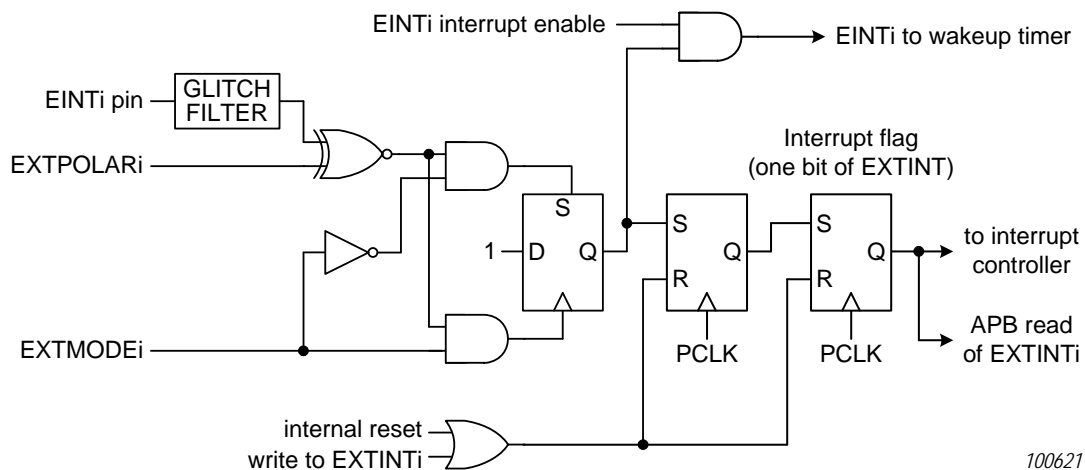 EINTi interrupt enable
EINTi to wakeup timer
GLITCH
FILTER
EINTi pin
EXTPOLARi
Interrupt flag
(one bit of EXTINT)
S
1
D
Q
S
Q
R
S
Q
R
to interrupt
controller
EXTMODEi
PCLK
PCLK
APB read
of EXTINTi
internal reset
write to EXTINTi
100621